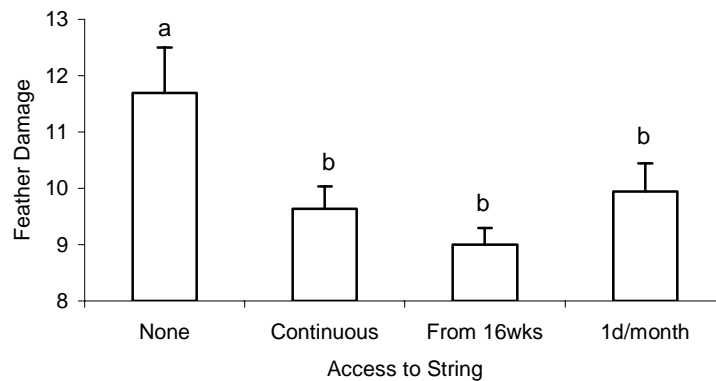 13
12
11
10
9
8
Feather Damage
a
b
b
b
None Continuous From 16wks 1d/month
Access to String